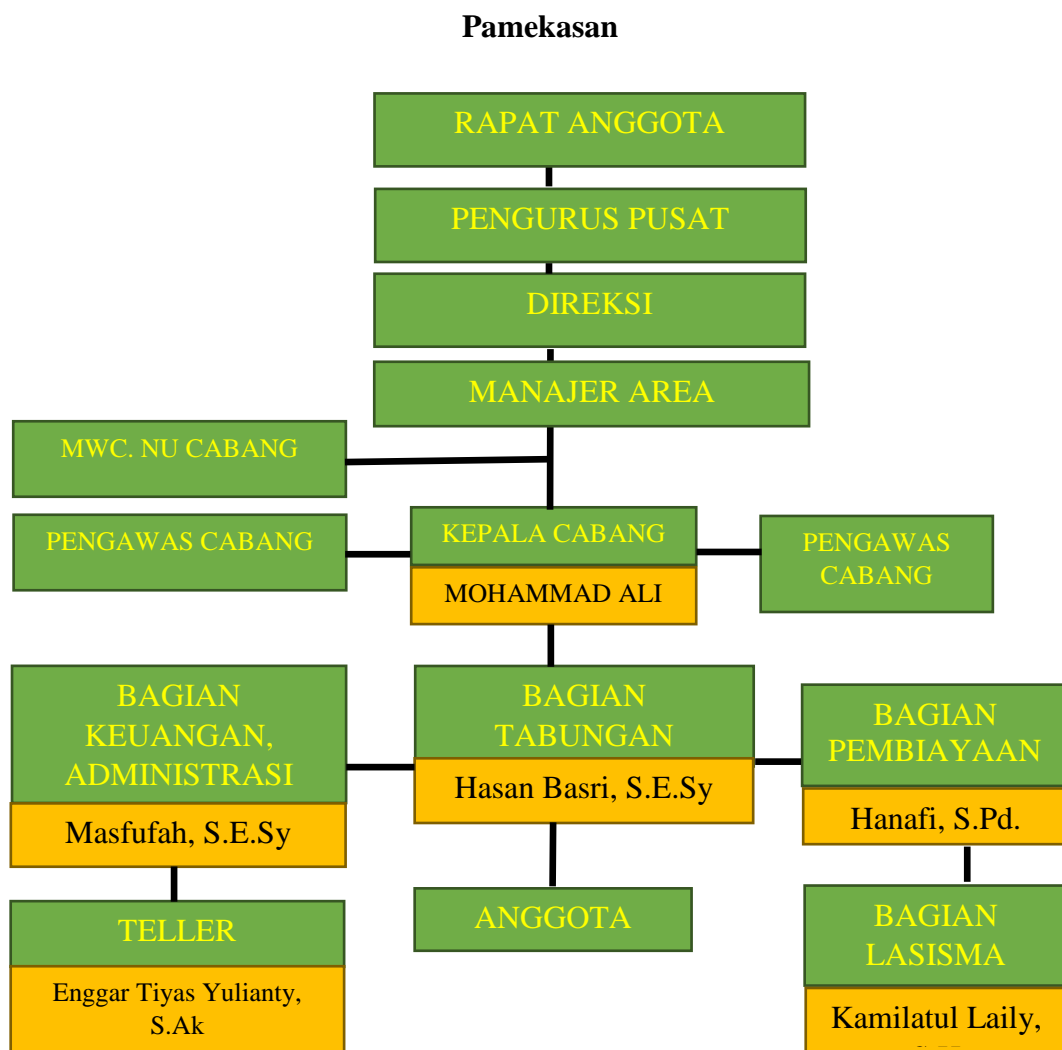 Pamekasan
RAPAT ANGGOTA
PENGURUS PUSAT
DIREKSI
MANAJER AREA
MWC. NU CABANG
PENGAWAS CABANG
KEPALA CABANG
MOHAMMAD ALI
PENGAWAS
CABANG
BAGIAN
KEUANGAN,
ADMINISTRASI
Masfufah, S.E.Sy
BAGIAN
TABUNGAN
Hasan Basri, S.E.Sy
BAGIAN
PEMBIAYAAN
Hanafi, S.Pd.
TELLER
Enggar Tiyas Yulianty,
S.Ak
ANGGOTA
BAGIAN
LASISMA
Kamilatul Laily,